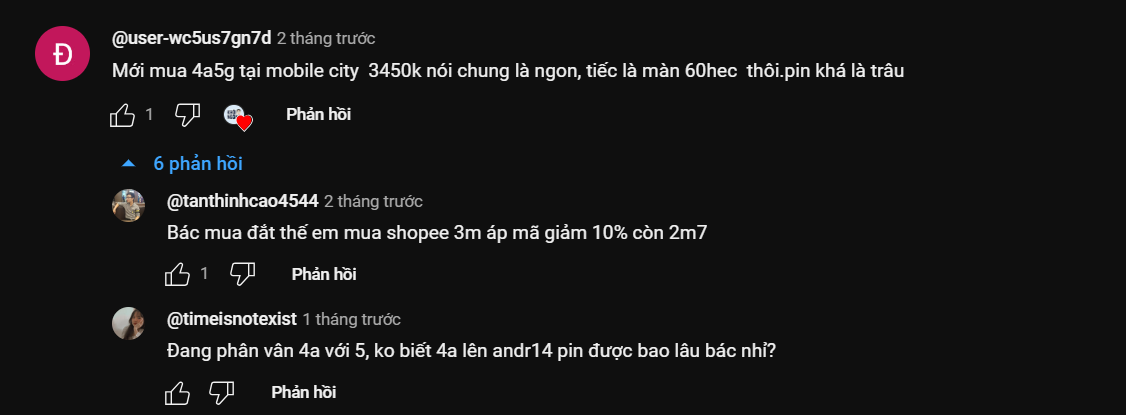 Đ
@user-wc5us7gn7d 2 tháng trước
Mới mua 4a5g tại mobile city 3450k nói chung là ngon, tiếc là màn 60hec thôi.pin khá là trâu
1 Phản hồi
6 phản hồi
@tanthinhcao4544 2 tháng trước
Bác mua đắt thế em mua shopee 3m áp mã giảm 10% còn 2m7
1 Phản hồi
@timeisnotexist 1 tháng trước
Đang phân vân 4a với 5, ko biết 4a lên andr14 pin được bao lâu bác nhỉ?
Phản hồi